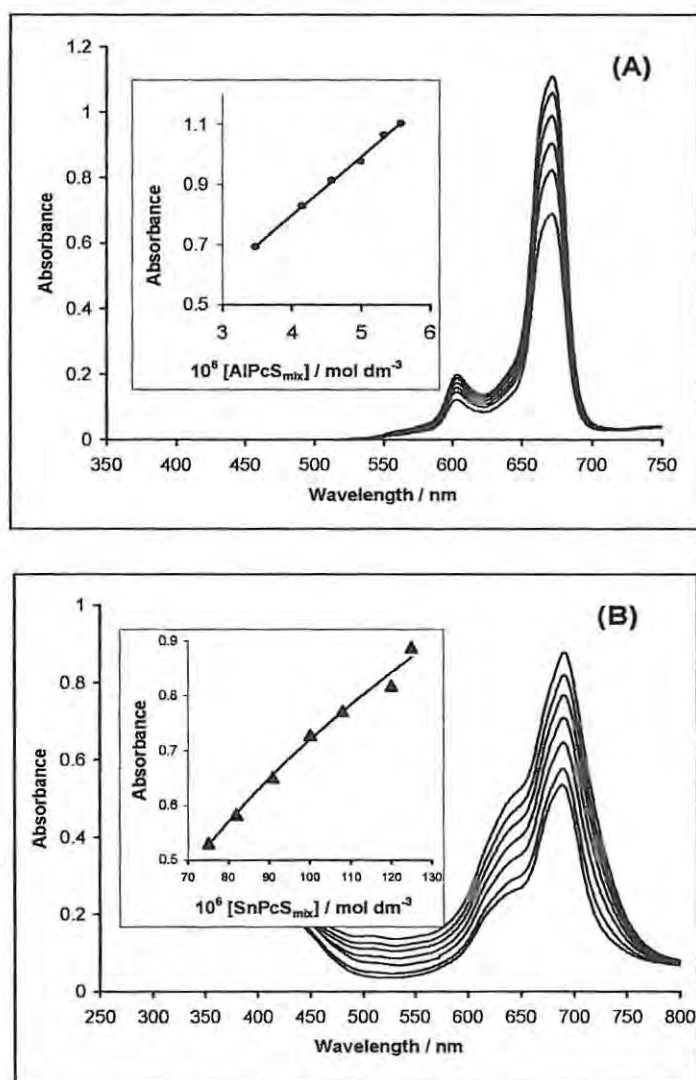 (A)
1.2
1
0.8
0.6
0.4
0.2
0
Absorbance
350 400 450 500 550 600 650 700 750
Wavelength / nm
1.1
0.9
0.7
0.5
Absorbance
3 4 5 6
10⁶ [AlPcSmix] / mol dm⁻³
(B)
1
0.8
0.6
0.4
0.2
0
Absorbance
250 300 350 400 450 500 550 600 650 700 750 800
Wavelength / nm
0.9
0.8
0.7
0.6
0.5
Absorbance
70 80 90 100 110 120 130
10⁶ [SnPcSmix] / mol dm⁻³